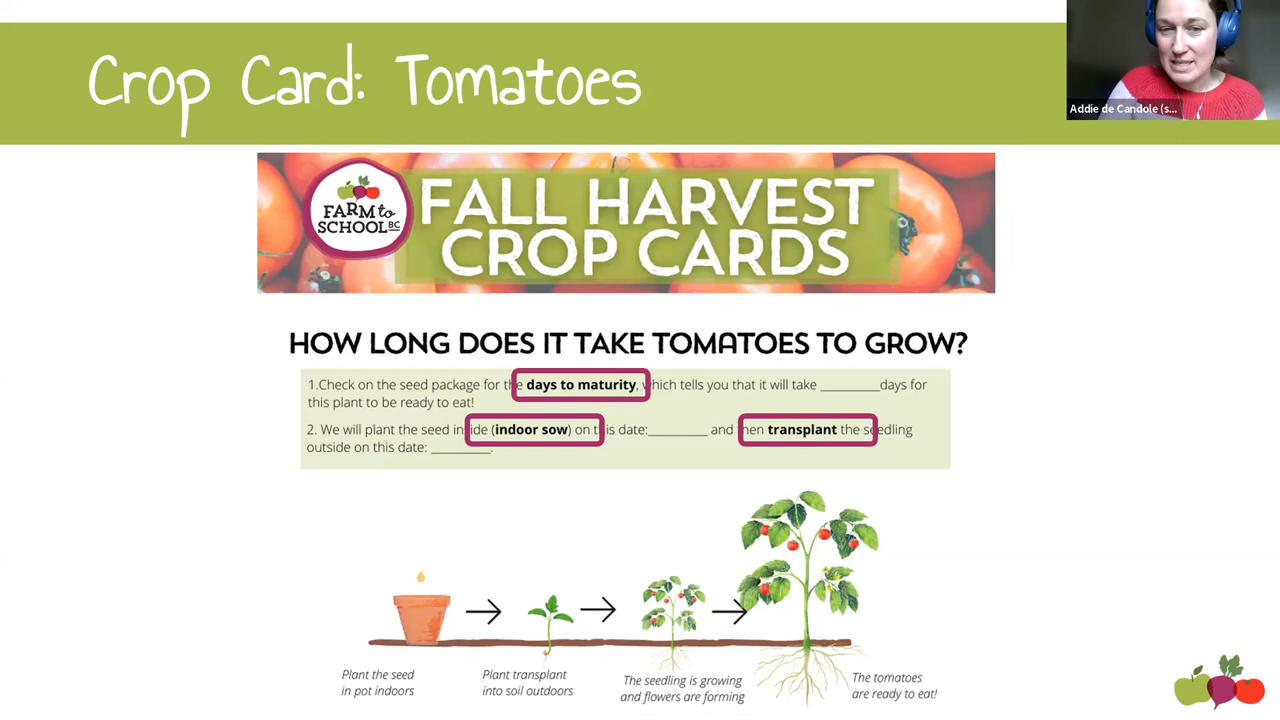 Crop Card: Tomatoes
Addie de Candole (s...
FARM to
SCHOOL BC
FALL HARVEST
CROP CARDS
HOW LONG DOES IT TAKE TOMATOES TO GROW?
1.Check on the seed package for the days to maturity, which tells you that it will take __________days for
this plant to be ready to eat!
2. We will plant the seed inside (indoor sow) on this date:__________ and then transplant the seedling
outside on this date: __________.
Plant the seed
in pot indoors
Plant transplant
into soil outdoors
The seedling is growing
and flowers are forming
The tomatoes
are ready to eat!